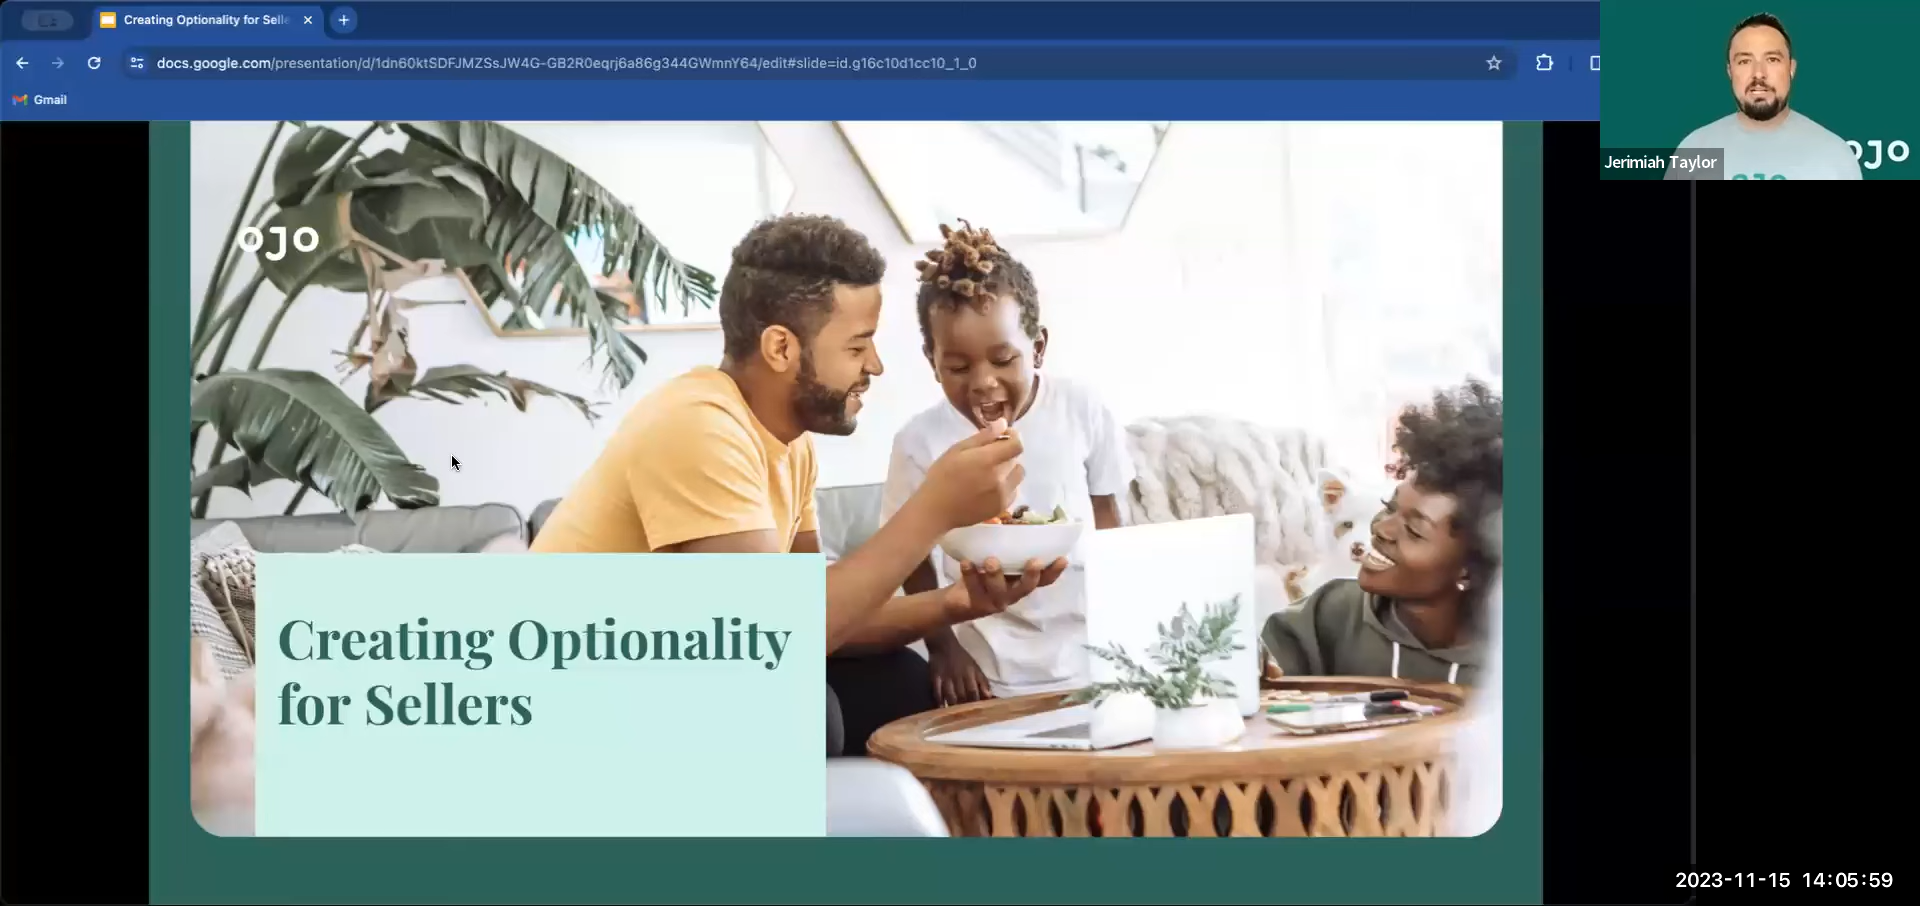 Creating Optionality for Selle
docs.google.com/presentation/d/1dn60ktSDFJMZSsJW4G-GB2R0eqrj6a86g344GWmnY64/edit#slide=id.g16c10d1cc10_1_0
Gmail
Jerimiah Taylor
OJO
OJO
OJO
Creating Optionality
for Sellers
2023-11-15 14:05:59